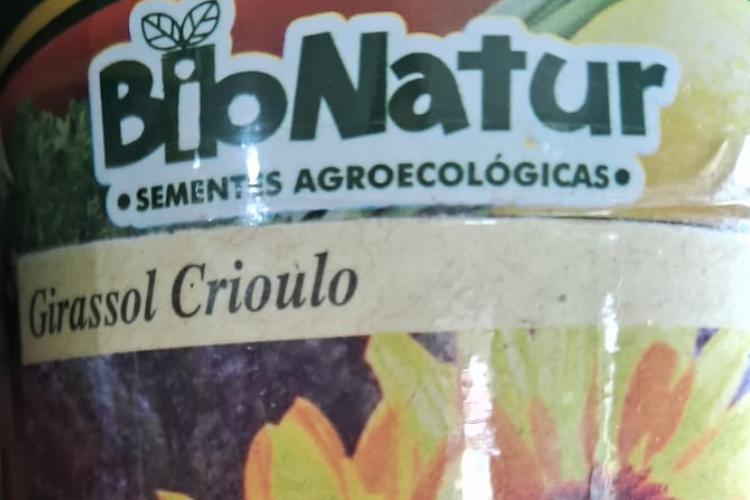 BioNatur
•SEMENTES AGROECOLÓGICAS•
Girassol Crioulo